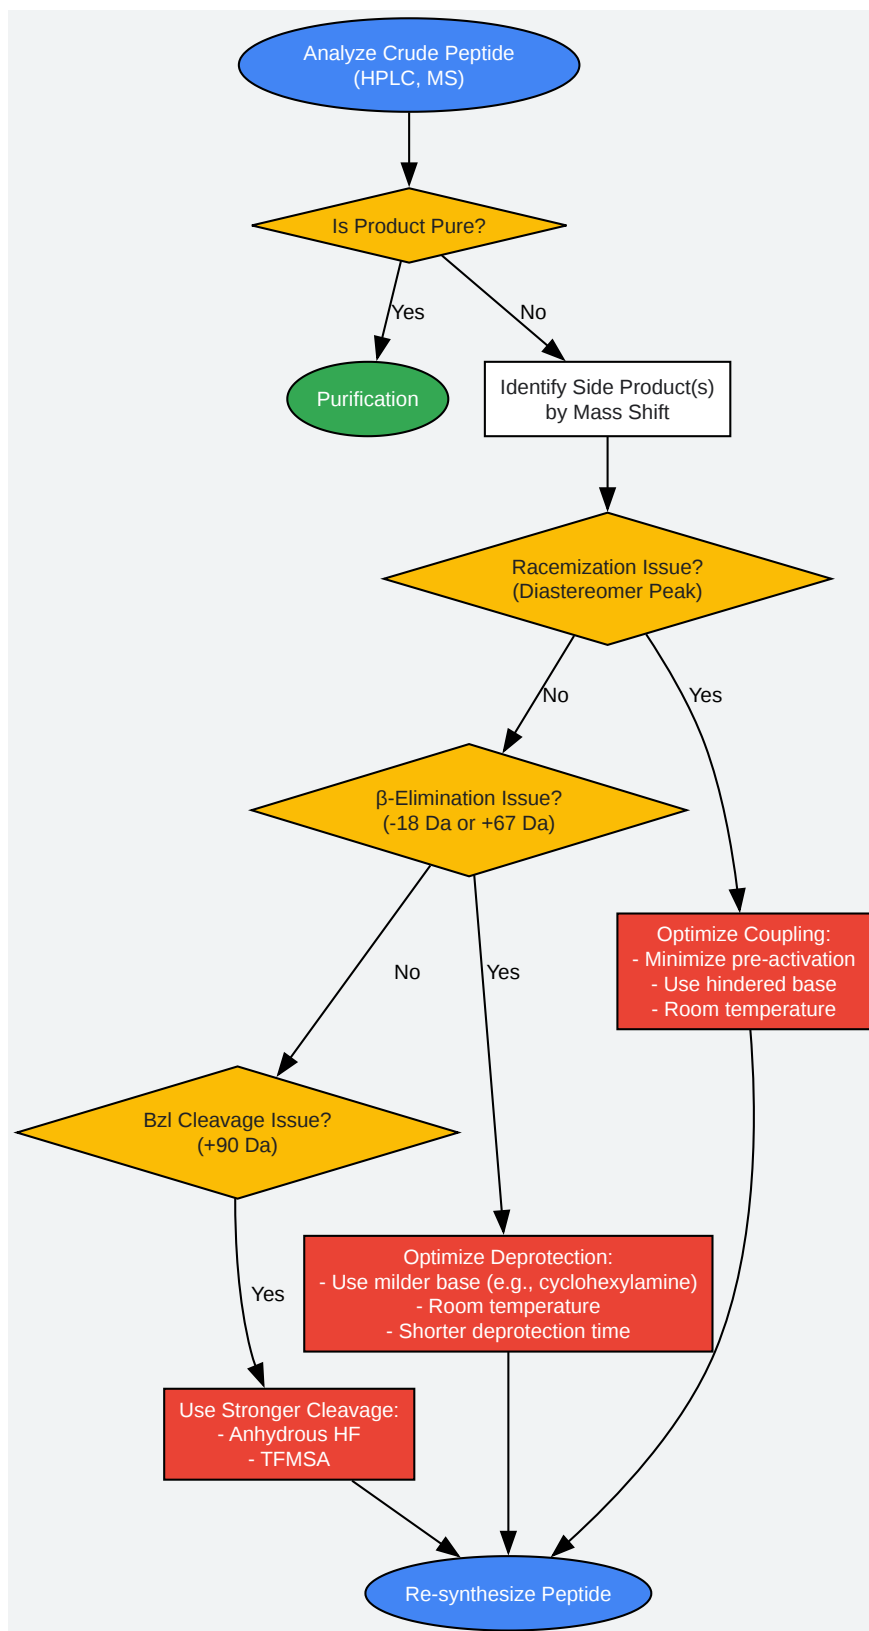 Analyze Crude Peptide
(HPLC, MS)
Is Product Pure?
Yes
No
Purification
Identify Side Product(s)
by Mass Shift
Racemization Issue?
(Diastereomer Peak)
No
Yes
β-Elimination Issue?
(-18 Da or +67 Da)
Optimize Coupling:
- Minimize pre-activation
- Use hindered base
- Room temperature
No
Yes
Bzl Cleavage Issue?
(+90 Da)
Optimize Deprotection:
- Use milder base (e.g., cyclohexylamine)
- Room temperature
- Shorter deprotection time
Yes
Use Stronger Cleavage:
- Anhydrous HF
- TFMSA
Re-synthesize Peptide